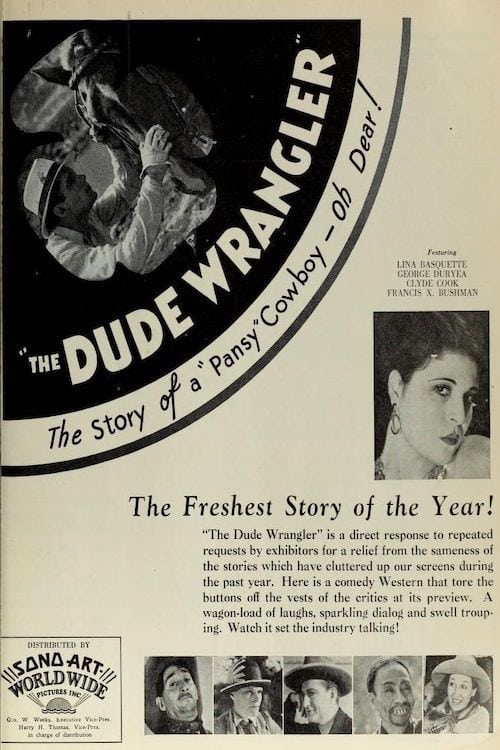 "THE DUDE WRANGLER"
The Story of a "Pansy" Cowboy — Oh Dear!
Featuring
LINA BASQUETTE
GEORGE DURYEA
CLYDE COOK
FRANCIS X. BUSHMAN
The Freshest Story of the Year!
"The Dude Wrangler" is a direct response to repeated
requests by exhibitors for a relief from the sameness of
the stories which have cluttered up our screens during
the past year. Here is a comedy Western that tore the
buttons off the vests of the critics at its preview. A
wagon-load of laughs, sparkling dialog and swell troup-
ing. Watch it set the industry talking!
DISTRIBUTED BY
SONO-ART
WORLD WIDE
PICTURES INC.
Geo. W. Weeks, Executive Vice-Pres.
Harry H. Thomas, Vice-Pres.
in charge of distribution